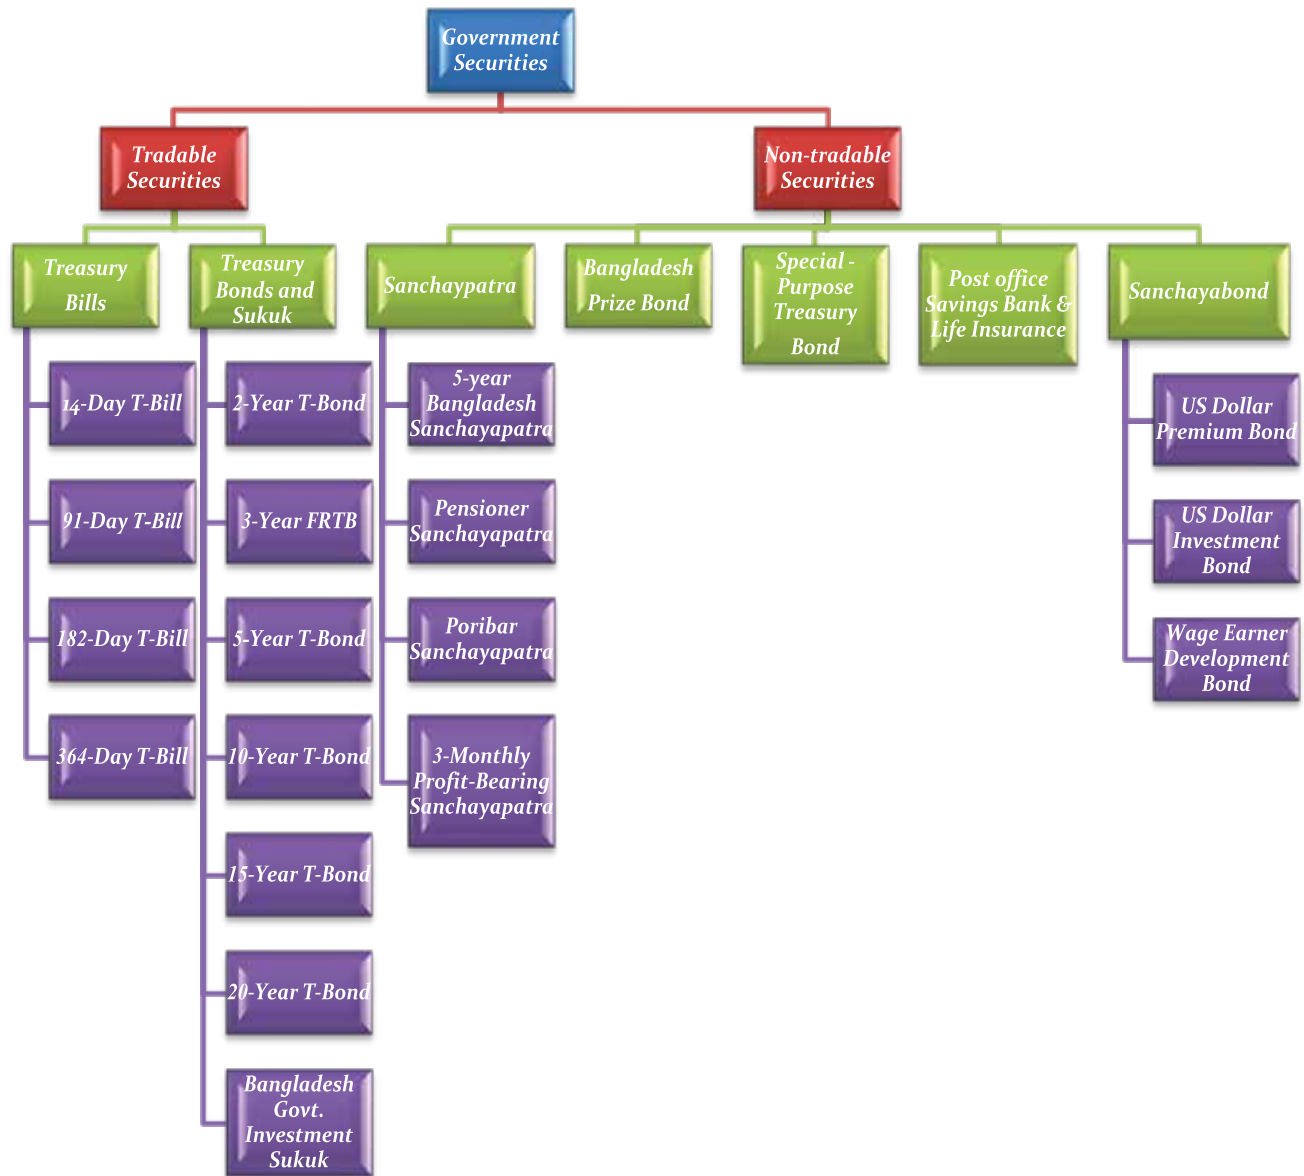 Government
Securities
Tradable
Securities
Non-tradable
Securities
Treasury
Bills
Treasury
Bonds and
Sukuk
Sanchaypatra
Bangladesh
Prize Bond
Special -
Purpose
Treasury
Bond
Post office
Savings Bank &
Life Insurance
Sanchayabond
14-Day T-Bill
91-Day T-Bill
182-Day T-Bill
364-Day T-Bill
2-Year T-Bond
3-Year FRTB
5-Year T-Bond
10-Year T-Bond
15-Year T-Bond
20-Year T-Bond
Bangladesh
Govt.
Investment
Sukuk
5-year
Bangladesh
Sanchayapatra
Pensioner
Sanchayapatra
Poribar
Sanchayapatra
3-Monthly
Profit-Bearing
Sanchayapatra
US Dollar
Premium Bond
US Dollar
Investment
Bond
Wage Earner
Development
Bond